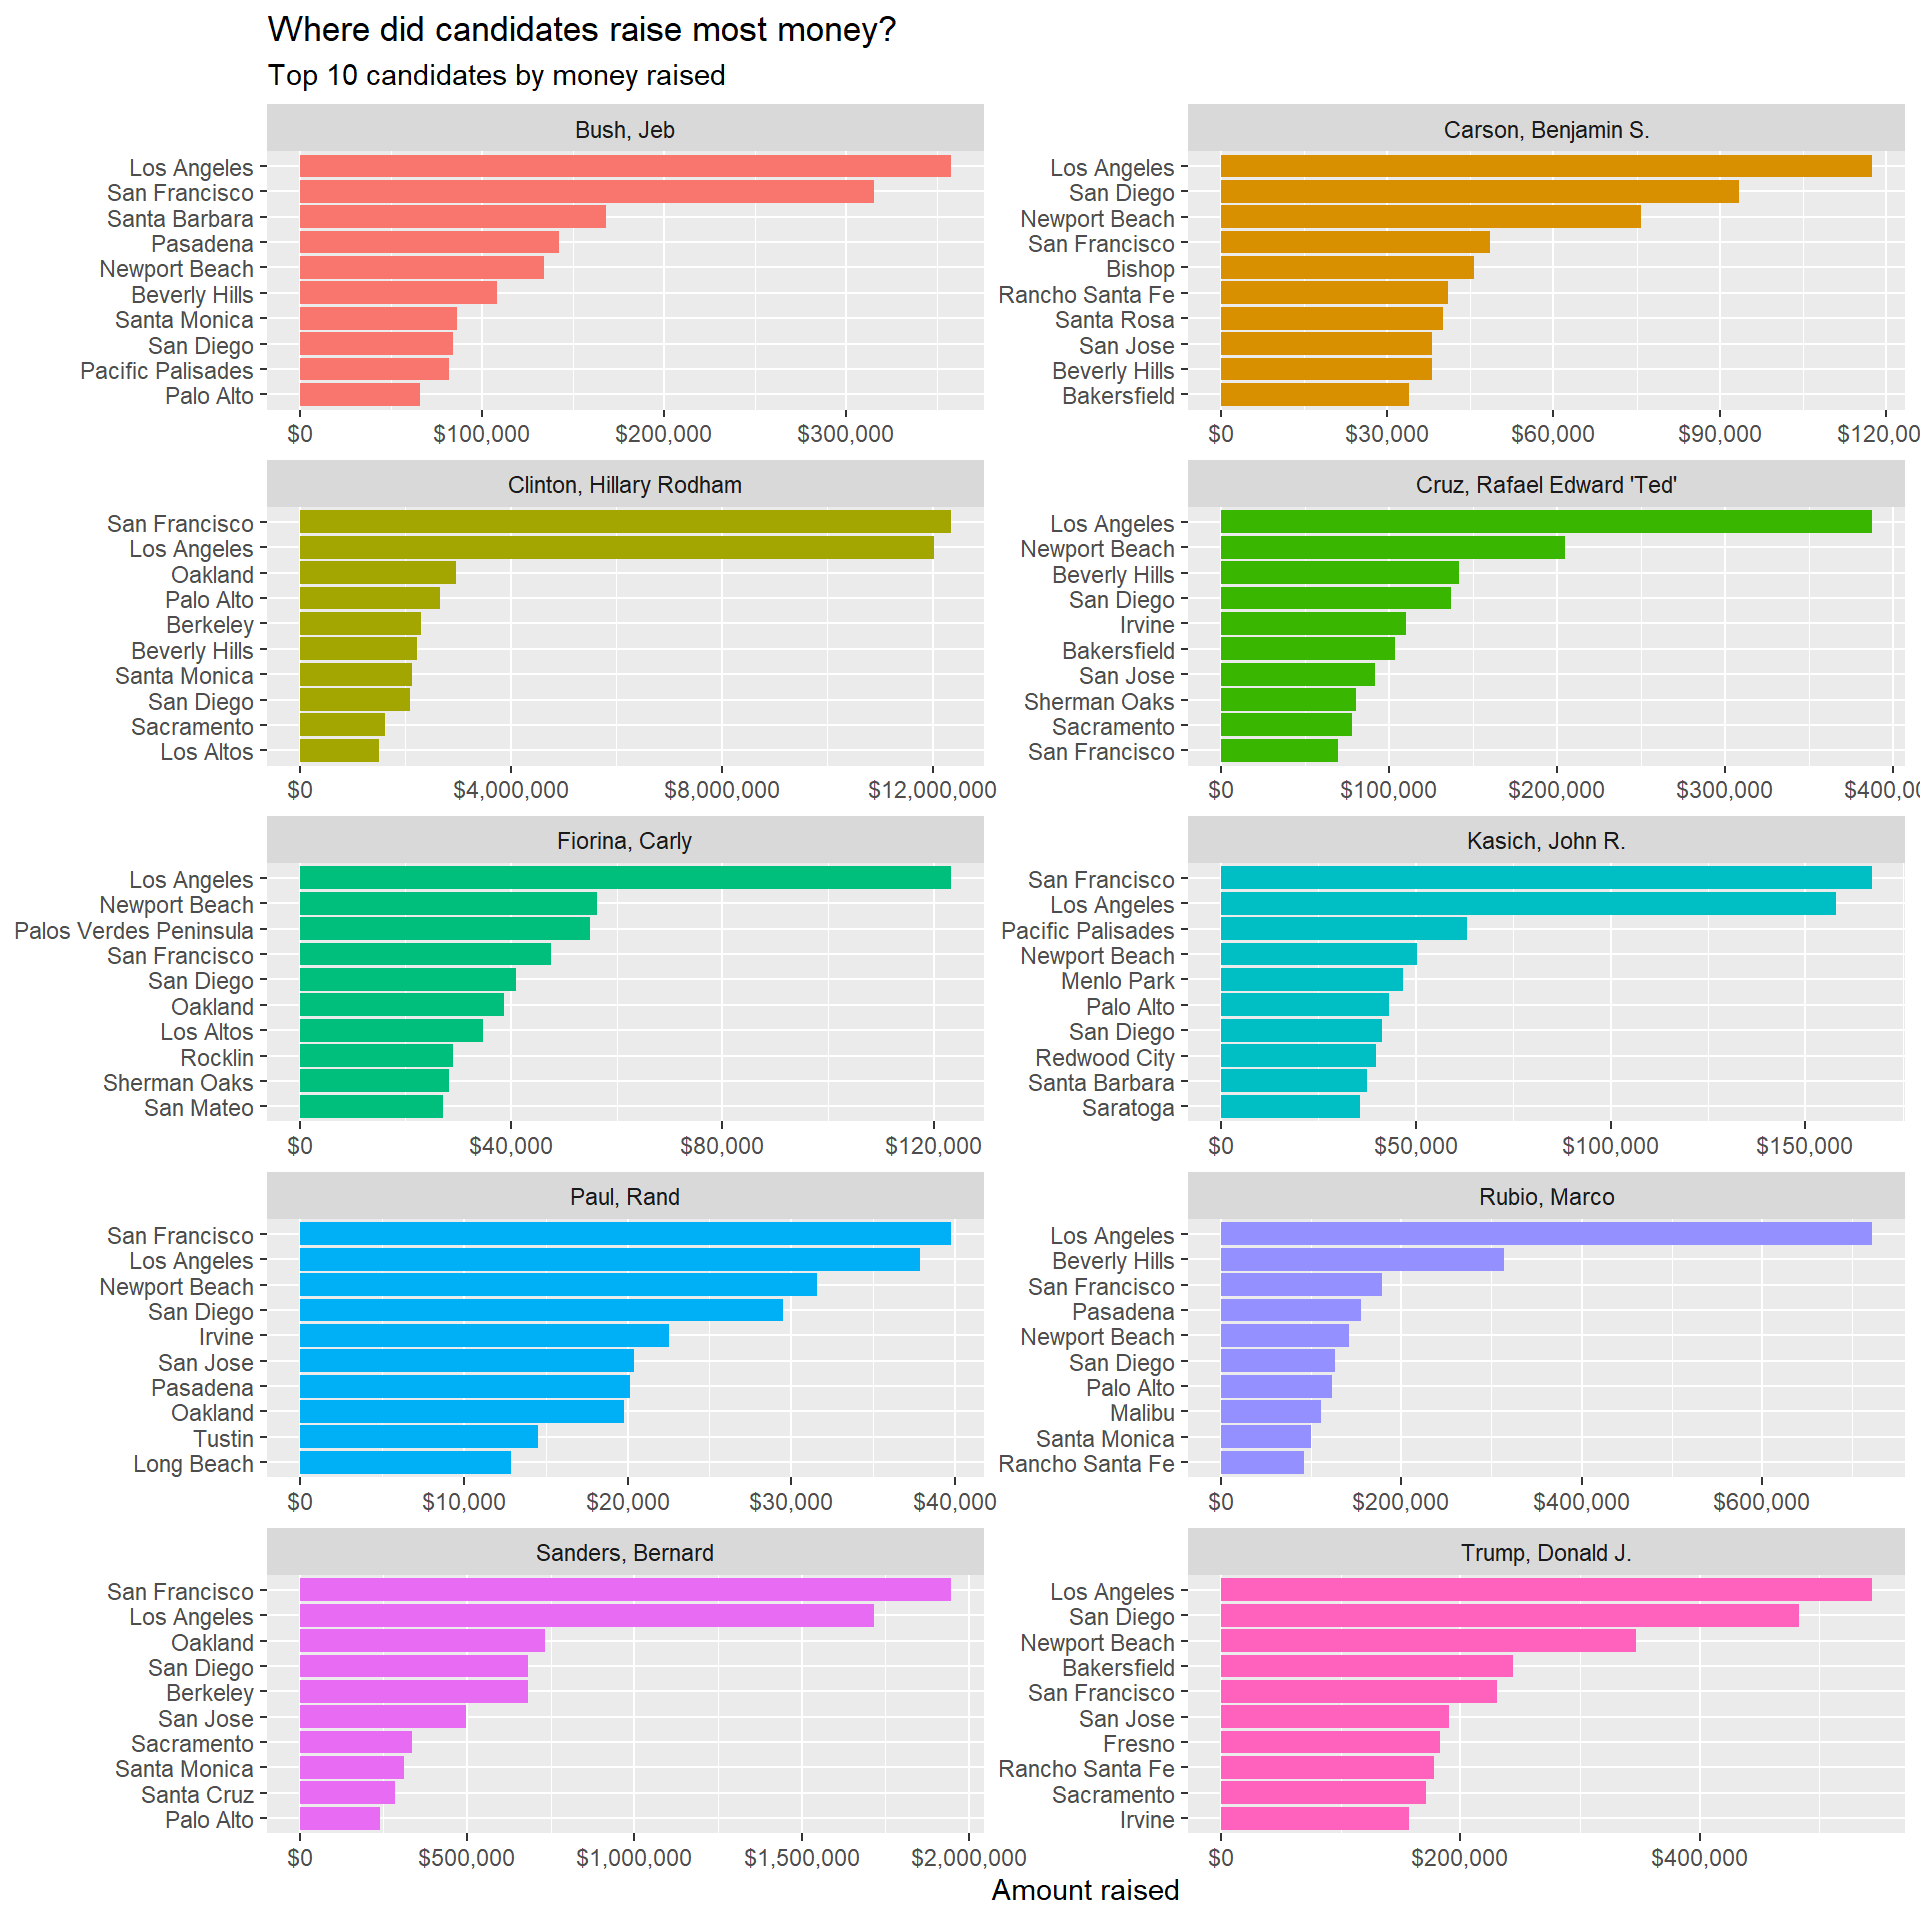 Where did candidates raise most money?
Top 10 candidates by money raised
Bush, Jeb
Los Angeles
San Francisco
Santa Barbara
Pasadena
Newport Beach
Beverly Hills
Santa Monica
San Diego
Pacific Palisades
Palo Alto
$0 $100,000 $200,000 $300,000
Carson, Benjamin S.
Los Angeles
San Diego
Newport Beach
San Francisco
Bishop
Rancho Santa Fe
Santa Rosa
San Jose
Beverly Hills
Bakersfield
$0 $30,000 $60,000 $90,000 $120,00
Clinton, Hillary Rodham
San Francisco
Los Angeles
Oakland
Palo Alto
Berkeley
Beverly Hills
Santa Monica
San Diego
Sacramento
Los Altos
$0 $4,000,000 $8,000,000 $12,000,000
Cruz, Rafael Edward 'Ted'
Los Angeles
Newport Beach
Beverly Hills
San Diego
Irvine
Bakersfield
San Jose
Sherman Oaks
Sacramento
San Francisco
$0 $100,000 $200,000 $300,000 $400,0
Fiorina, Carly
Los Angeles
Newport Beach
Palos Verdes Peninsula
San Francisco
San Diego
Oakland
Los Altos
Rocklin
Sherman Oaks
San Mateo
$0 $40,000 $80,000 $120,000
Kasich, John R.
San Francisco
Los Angeles
Pacific Palisades
Newport Beach
Menlo Park
Palo Alto
San Diego
Redwood City
Santa Barbara
Saratoga
$0 $50,000 $100,000 $150,000
Paul, Rand
San Francisco
Los Angeles
Newport Beach
San Diego
Irvine
San Jose
Pasadena
Oakland
Tustin
Long Beach
$0 $10,000 $20,000 $30,000 $40,000
Rubio, Marco
Los Angeles
Beverly Hills
San Francisco
Pasadena
Newport Beach
San Diego
Palo Alto
Malibu
Santa Monica
Rancho Santa Fe
$0 $200,000 $400,000 $600,000
Sanders, Bernard
San Francisco
Los Angeles
Oakland
San Diego
Berkeley
San Jose
Sacramento
Santa Monica
Santa Cruz
Palo Alto
$0 $500,000 $1,000,000 $1,500,000 $2,000,000
Trump, Donald J.
Los Angeles
San Diego
Newport Beach
Bakersfield
San Francisco
San Jose
Fresno
Rancho Santa Fe
Sacramento
Irvine
$0 $200,000 $400,000
Amount raised